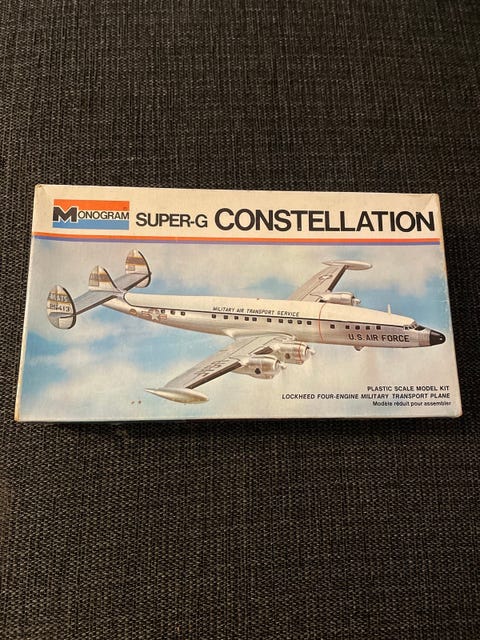 MONOGRAM
SUPER-G CONSTELLATION
MATS
MILITARY AIR TRANSPORT SERVICE
U.S. AIR FORCE
PLASTIC SCALE MODEL KIT
LOCKHEED FOUR-ENGINE MILITARY TRANSPORT PLANE
Modèle réduit pour assembler